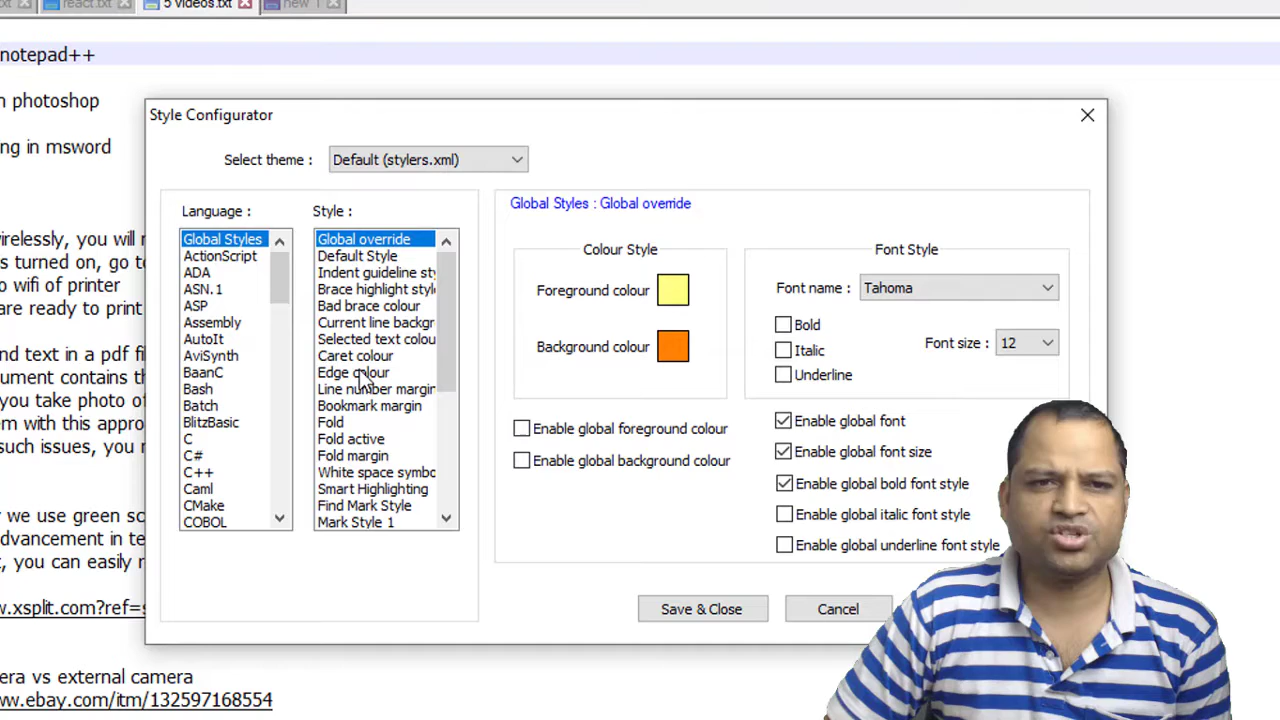 react.txt
5 videos.txt
new 1
notepad++
photoshop
ng in msword
irelessly, you will
s turned on, go to
o wifi of printer
are ready to print
nd text in a pdf fi
ument contains th
you take photo of
em with this appro
such issues, you
we use green sc
dvancement in te
t, you can easily r
w.xsplit.com?ref=s
era vs external camera
ww.ebay.com/itm/132597168554
Style Configurator
Select theme :
Default (stylers.xml)
Language :
Global Styles
ActionScript
ADA
ASN.1
ASP
Assembly
AutoIt
AviSynth
BaanC
Bash
Batch
BlitzBasic
C
C#
C++
Caml
CMake
COBOL
Style :
Global override
Default Style
Indent guideline sty
Brace highlight style
Bad brace colour
Current line backgr
Selected text colou
Caret colour
Edge colour
Line number margin
Bookmark margin
Fold
Fold active
Fold margin
White space symbo
Smart Highlighting
Find Mark Style
Mark Style 1
Global Styles : Global override
Colour Style
Foreground colour
Background colour
Enable global foreground colour
Enable global background colour
Font Style
Font name :
Tahoma
Bold
Italic
Underline
Font size :
12
Enable global font
Enable global font size
Enable global bold font style
Enable global italic font style
Enable global underline font style
Save & Close
Cancel